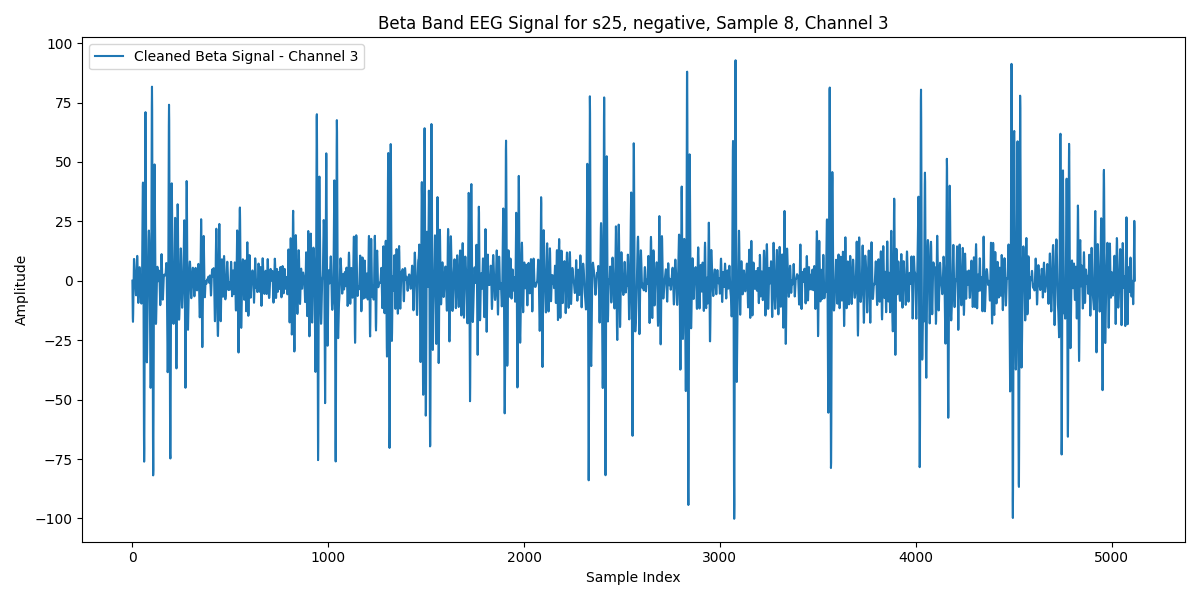 Beta Band EEG Signal for s25, negative, Sample 8, Channel 3
Cleaned Beta Signal - Channel 3
100
75
50
25
0
−25
−50
−75
−100
Amplitude
0 1000 2000 3000 4000 5000
Sample Index